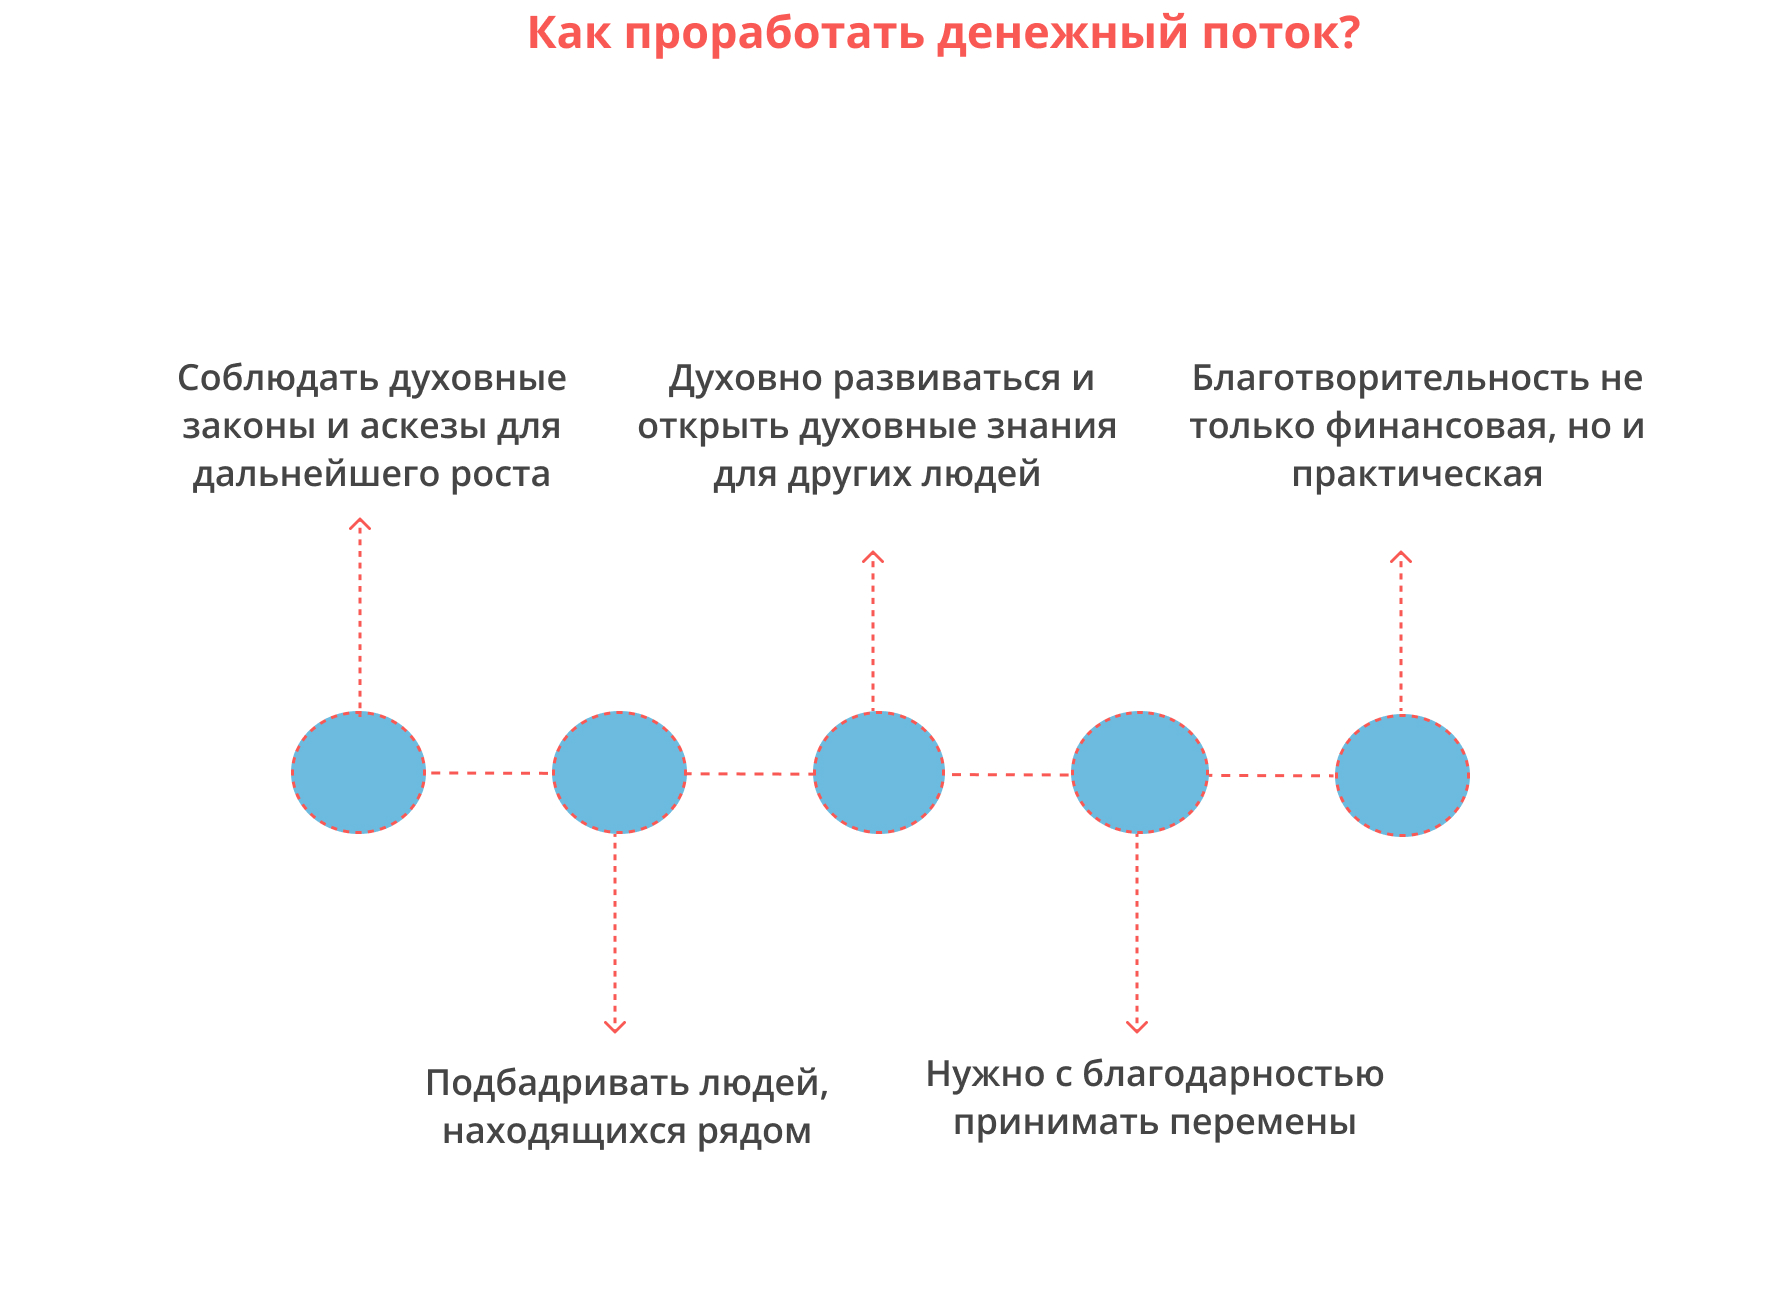 Как проработать денежный поток?
Соблюдать духовные
законы и аскезы для
дальнейшего роста
Духовно развиваться и
открыть духовные знания
для других людей
Благотворительность не
только финансовая, но и
практическая
Подбадривать людей,
находящихся рядом
Нужно с благодарностью
принимать перемены